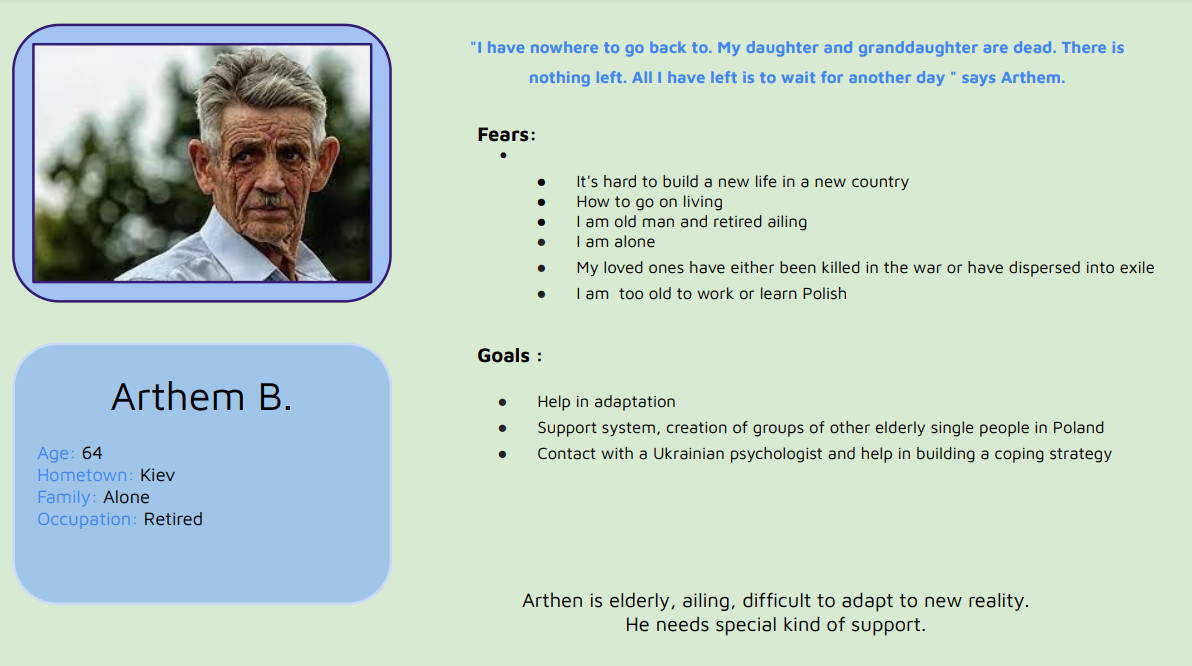 "I have nowhere to go back to. My daughter and granddaughter are dead. There is
nothing left. All I have left is to wait for another day " says Arthem.
Fears:
●
● It's hard to build a new life in a new country
● How to go on living
● I am old man and retired ailing
● I am alone
● My loved ones have either been killed in the war or have dispersed into exile
● I am  too old to work or learn Polish
Goals :
● Help in adaptation
● Support system, creation of groups of other elderly single people in Poland
● Contact with a Ukrainian psychologist and help in building a coping strategy
Arthem B.
Age: 64
Hometown: Kiev
Family: Alone
Occupation: Retired
Arthen is elderly, ailing, difficult to adapt to new reality.
He needs special kind of support.